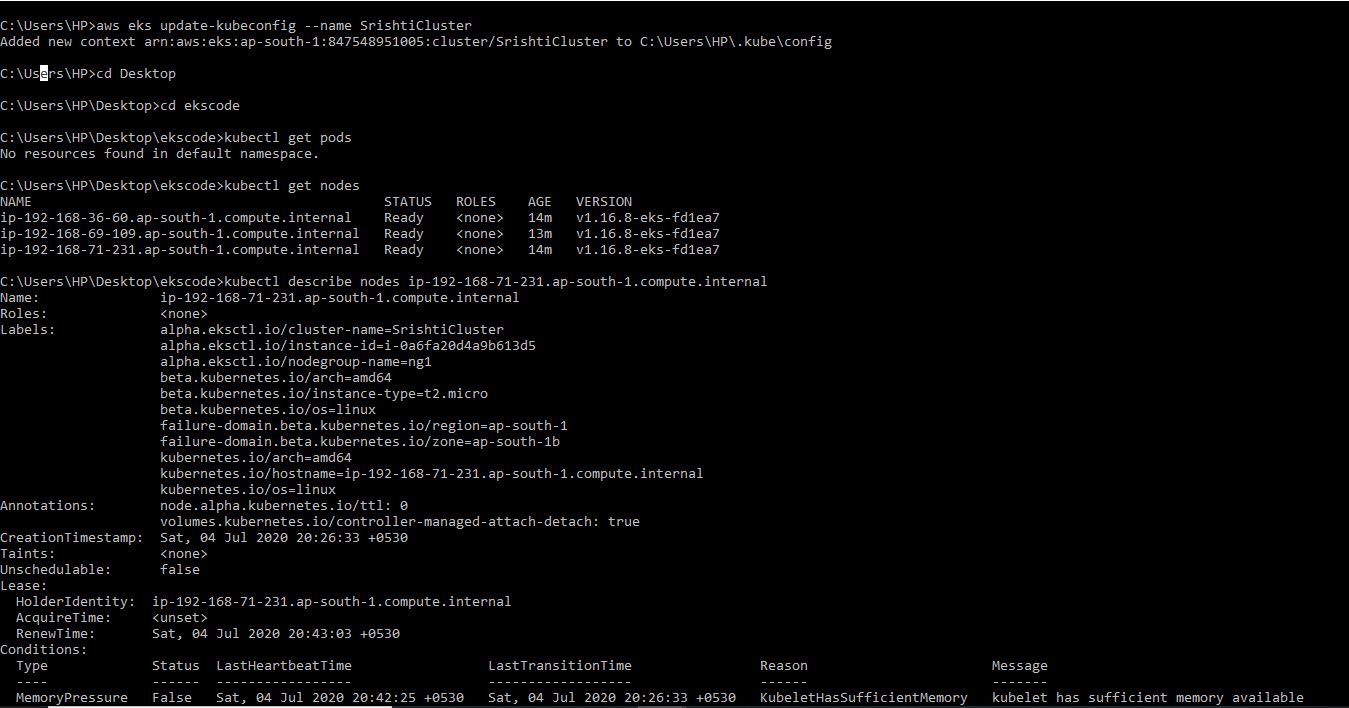 C:\Users\HP>aws eks update-kubeconfig --name SrishtiCluster
Added new context arn:aws:eks:ap-south-1:847548951005:cluster/SrishtiCluster to C:\Users\HP\.kube\config
C:\Users\HP>cd Desktop
C:\Users\HP\Desktop>cd ekscode
C:\Users\HP\Desktop\ekscode>kubectl get pods
No resources found in default namespace.
C:\Users\HP\Desktop\ekscode>kubectl get nodes
NAME STATUS ROLES AGE VERSION
ip-192-168-36-60.ap-south-1.compute.internal Ready <none> 14m v1.16.8-eks-fd1ea7
ip-192-168-69-109.ap-south-1.compute.internal Ready <none> 13m v1.16.8-eks-fd1ea7
ip-192-168-71-231.ap-south-1.compute.internal Ready <none> 14m v1.16.8-eks-fd1ea7
C:\Users\HP\Desktop\ekscode>kubectl describe nodes ip-192-168-71-231.ap-south-1.compute.internal
Name: ip-192-168-71-231.ap-south-1.compute.internal
Roles: <none>
Labels: alpha.eksctl.io/cluster-name=SrishtiCluster
alpha.eksctl.io/instance-id=i-0a6fa20d4a9b613d5
alpha.eksctl.io/nodegroup-name=ng1
beta.kubernetes.io/arch=amd64
beta.kubernetes.io/instance-type=t2.micro
beta.kubernetes.io/os=linux
failure-domain.beta.kubernetes.io/region=ap-south-1
failure-domain.beta.kubernetes.io/zone=ap-south-1b
kubernetes.io/arch=amd64
kubernetes.io/hostname=ip-192-168-71-231.ap-south-1.compute.internal
kubernetes.io/os=linux
Annotations: node.alpha.kubernetes.io/ttl: 0
volumes.kubernetes.io/controller-managed-attach-detach: true
CreationTimestamp: Sat, 04 Jul 2020 20:26:33 +0530
Taints: <none>
Unschedulable: false
Lease:
HolderIdentity: ip-192-168-71-231.ap-south-1.compute.internal
AcquireTime: <unset>
RenewTime: Sat, 04 Jul 2020 20:43:03 +0530
Conditions:
Type Status LastHeartbeatTime LastTransitionTime Reason Message
---- ------ ----------------- ------------------ ------ -------
MemoryPressure False Sat, 04 Jul 2020 20:42:25 +0530 Sat, 04 Jul 2020 20:26:33 +0530 KubeletHasSufficientMemory kubelet has sufficient memory available